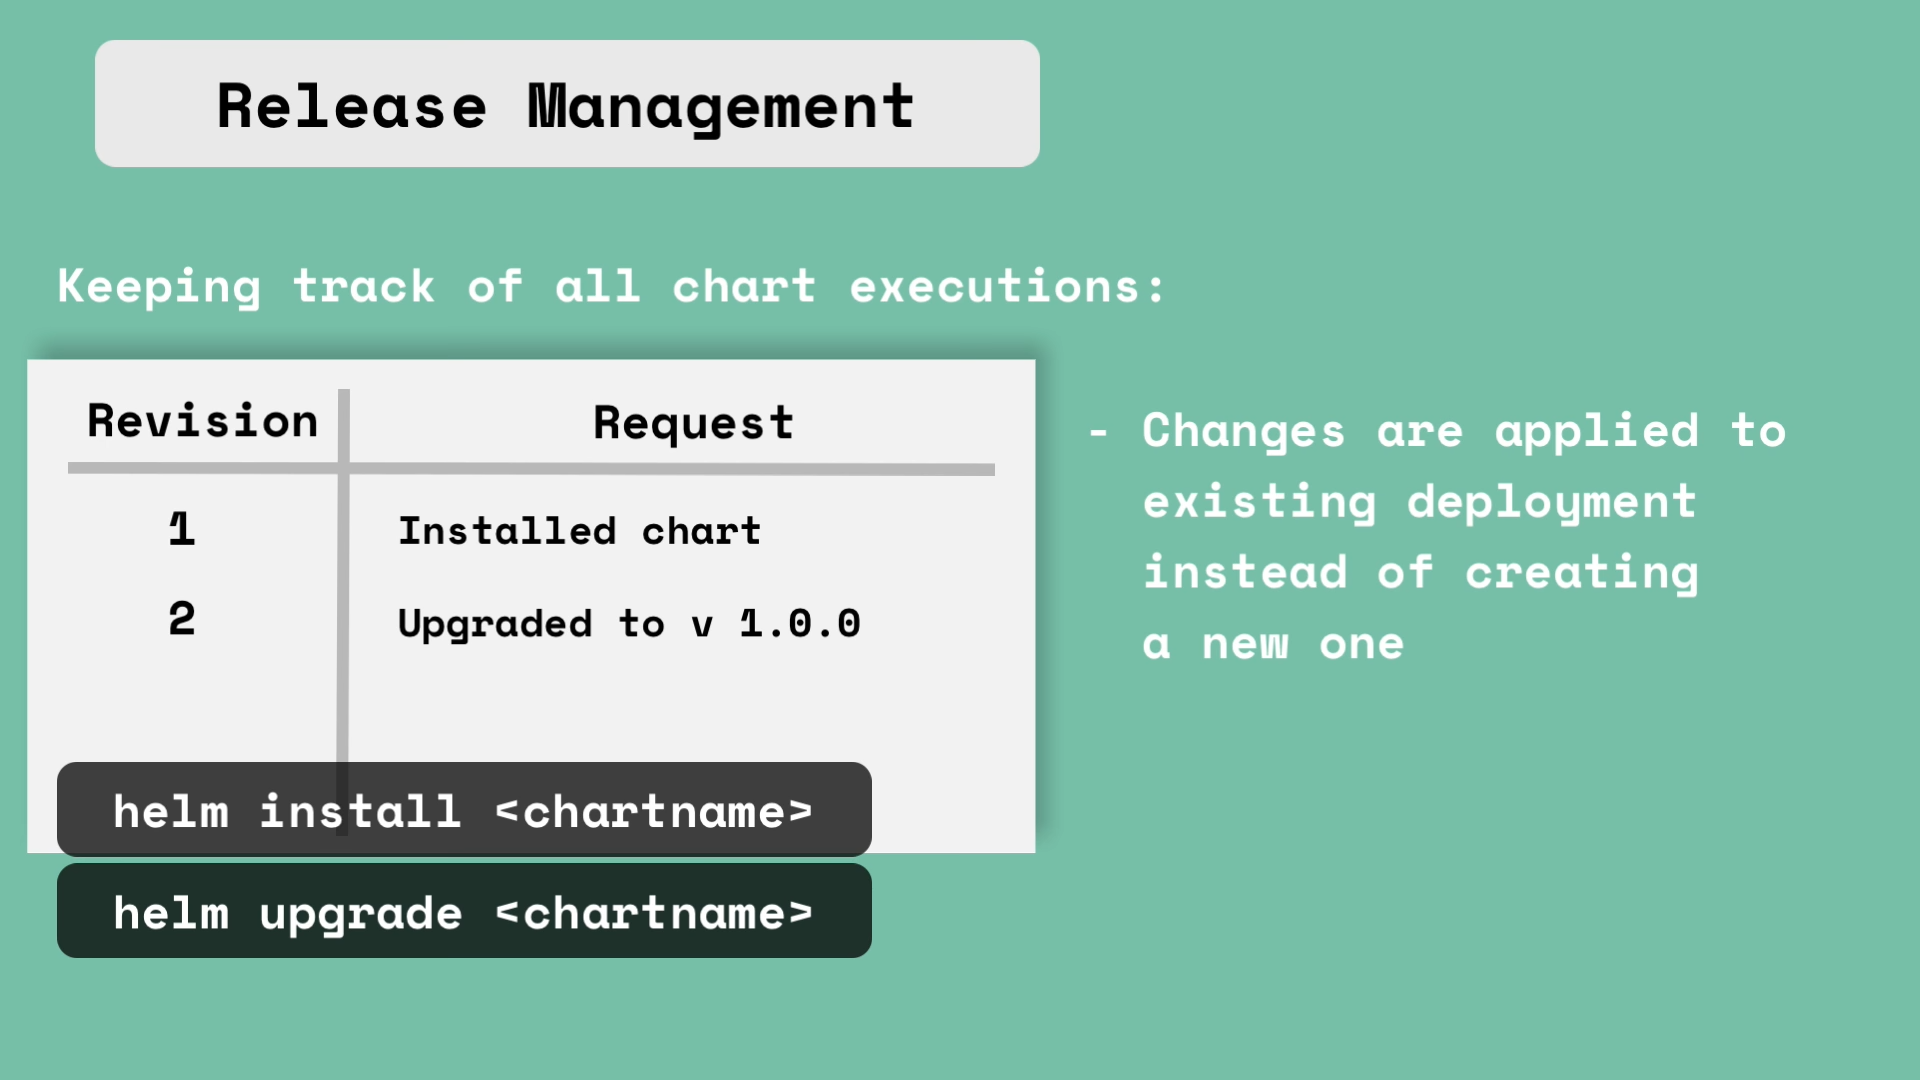 Release Management
Keeping track of all chart executions:
Revision Request
1 Installed chart
2 Upgraded to v 1.0.0
- Changes are applied to
existing deployment
instead of creating
a new one
helm install <chartname>
helm upgrade <chartname>